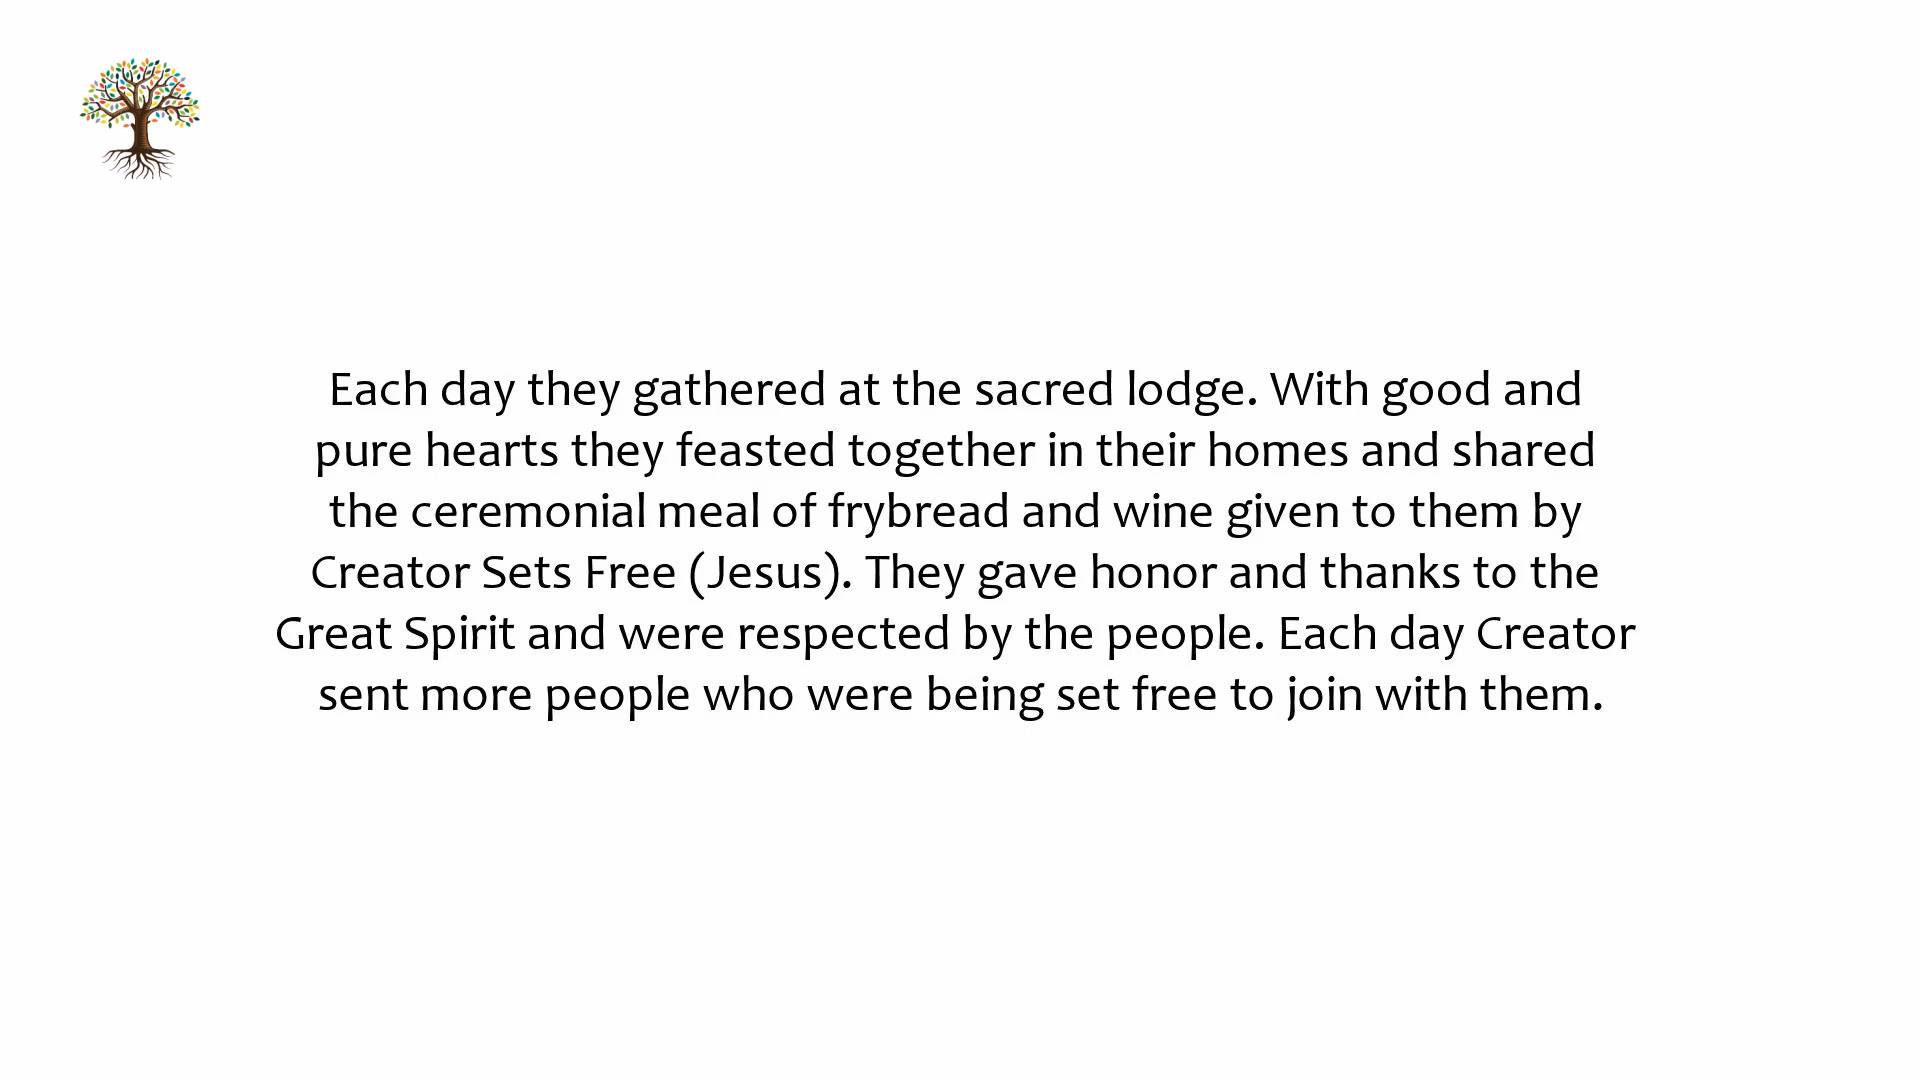 Each day they gathered at the sacred lodge. With good and
pure hearts they feasted together in their homes and shared
the ceremonial meal of frybread and wine given to them by
Creator Sets Free (Jesus). They gave honor and thanks to the
Great Spirit and were respected by the people. Each day Creator
sent more people who were being set free to join with them.